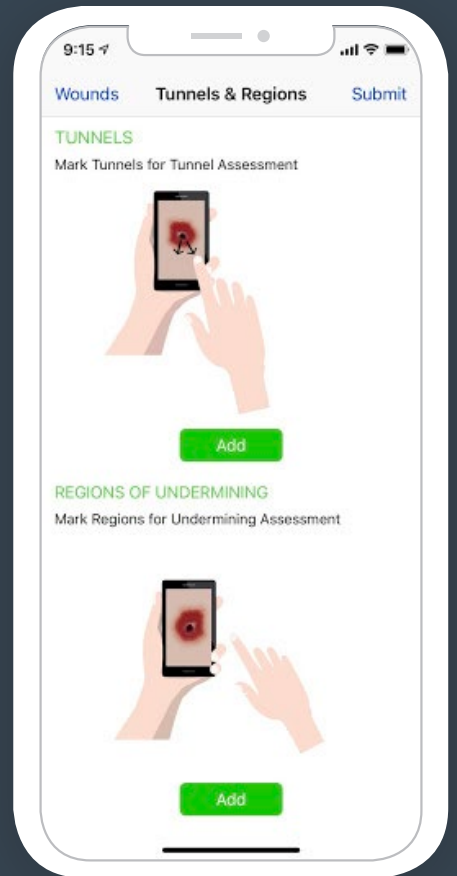 9:15
Wounds Tunnels & Regions Submit
TUNNELS
Mark Tunnels for Tunnel Assessment
Add
REGIONS OF UNDERMINING
Mark Regions for Undermining Assessment
Add